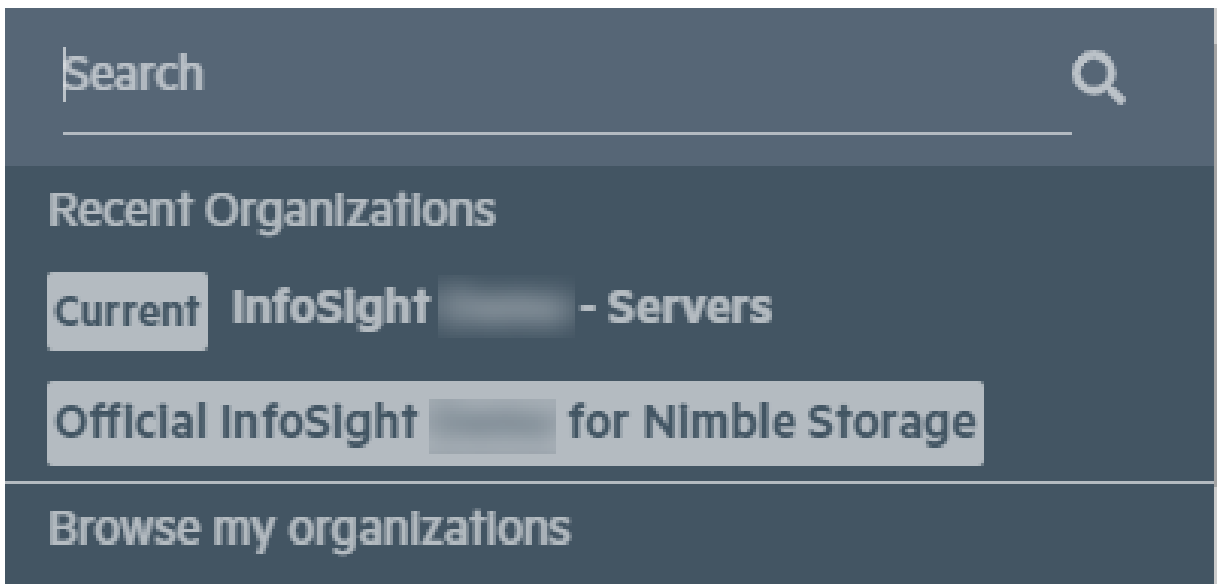 Search
Recent Organizations
Current InfoSight - Servers
Official InfoSight for Nimble Storage
Browse my organizations